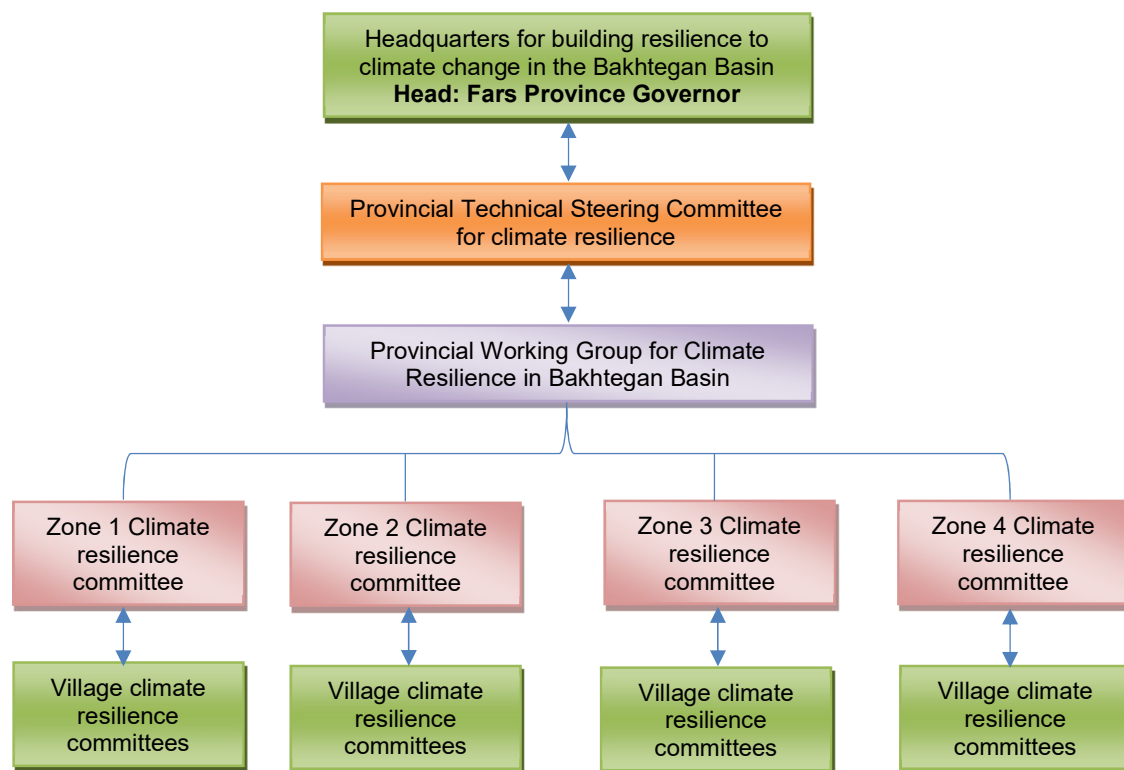 Headquarters for building resilience to
climate change in the Bakhtegan Basin
Head: Fars Province Governor
Provincial Technical Steering Committee
for climate resilience
Provincial Working Group for Climate
Resilience in Bakhtegan Basin
Zone 1 Climate
resilience
committee
Zone 2 Climate
resilience
committee
Zone 3 Climate
resilience
committee
Zone 4 Climate
resilience
committee
Village climate
resilience
committees
Village climate
resilience
committees
Village climate
resilience
committees
Village climate
resilience
committees